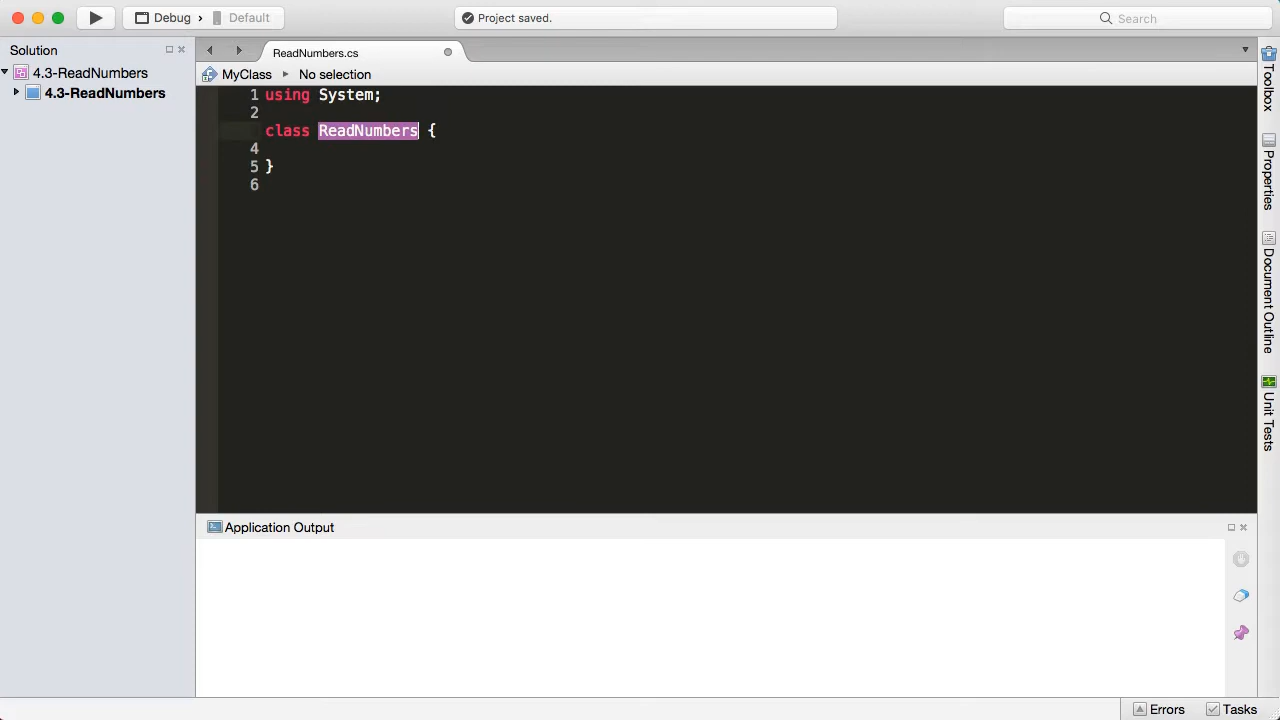 Debug › Default
Project saved.
Search
Solution
ReadNumbers.cs
4.3-ReadNumbers
4.3-ReadNumbers
MyClass ▸ No selection
1 using System;
2
class ReadNumbers {
4
5 }
6
Toolbox
Properties
Document Outline
Unit Tests
Application Output
Errors
Tasks